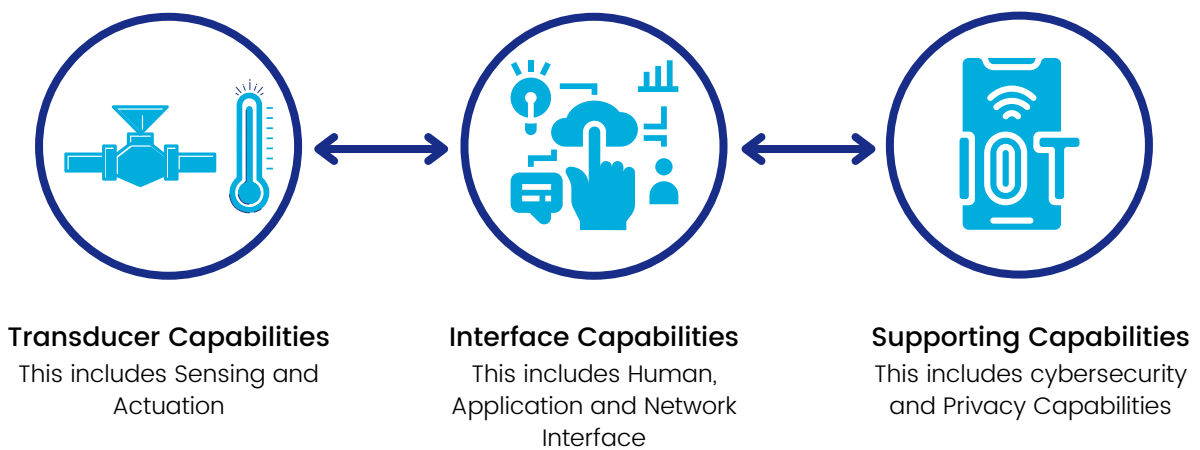 IOT
Transducer Capabilities
This includes Sensing and
Actuation
Interface Capabilities
This includes Human,
Application and Network
Interface
Supporting Capabilities
This includes cybersecurity
and Privacy Capabilities